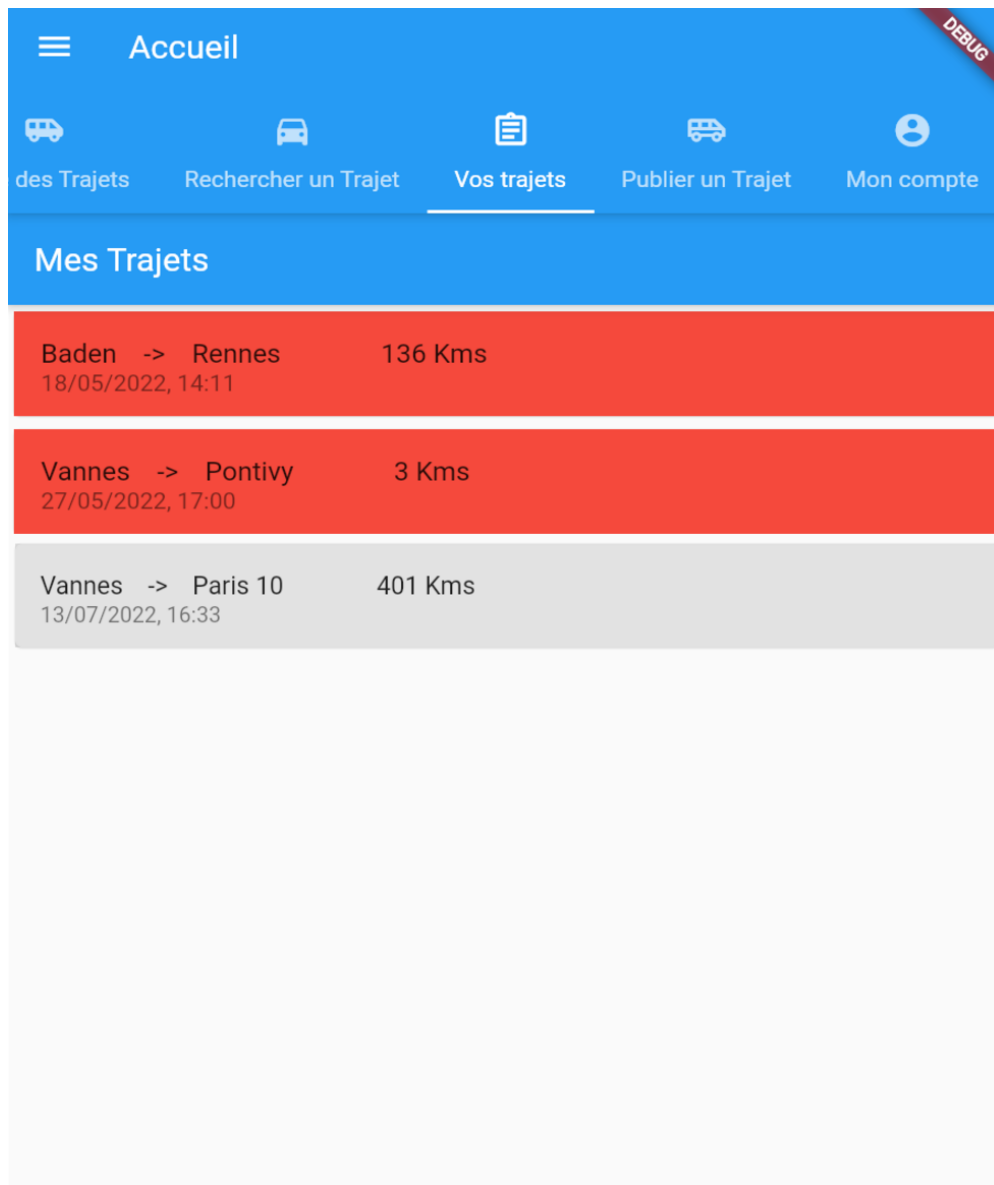 Accueil
DEBUG
des Trajets
Rechercher un Trajet
Vos trajets
Publier un Trajet
Mon compte
Mes Trajets
Baden -> Rennes 136 Kms
18/05/2022, 14:11
Vannes -> Pontivy 3 Kms
27/05/2022, 17:00
Vannes -> Paris 10 401 Kms
13/07/2022, 16:33